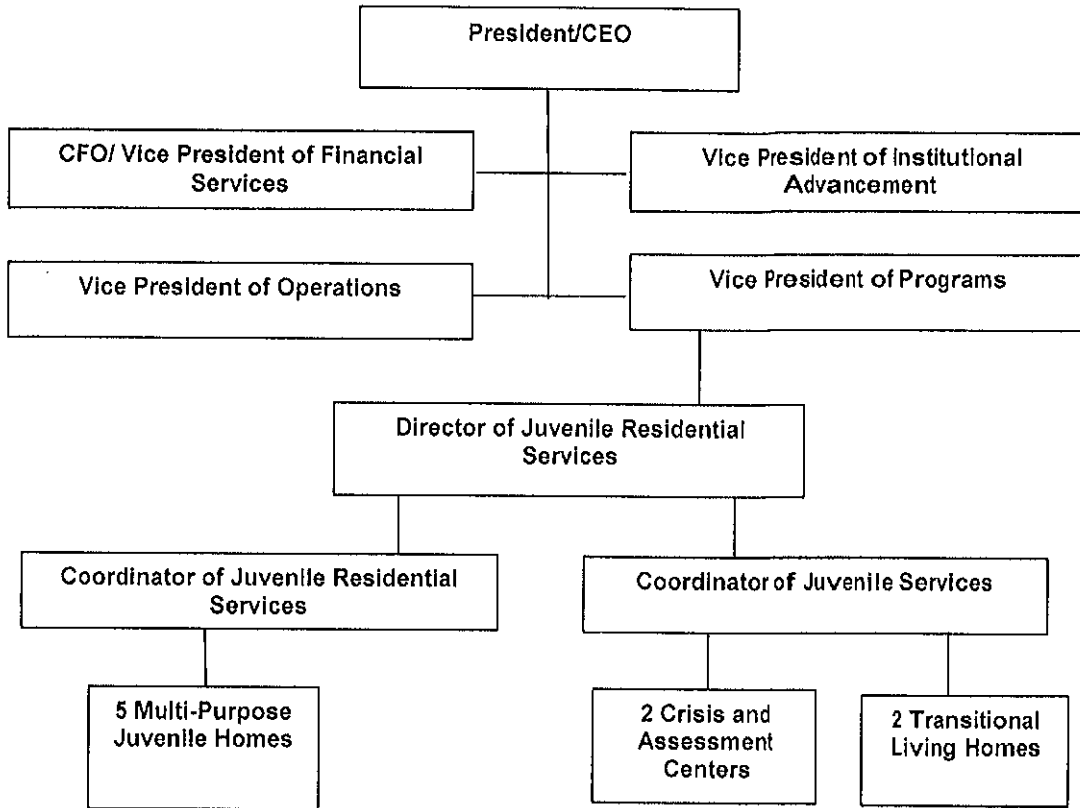 President/CEO
CFO/ Vice President of Financial
Services
Vice President of Institutional
Advancement
Vice President of Operations
Vice President of Programs
Director of Juvenile Residential
Services
Coordinator of Juvenile Residential
Services
Coordinator of Juvenile Services
5 Multi-Purpose
Juvenile Homes
2 Crisis and
Assessment
Centers
2 Transitional
Living Homes